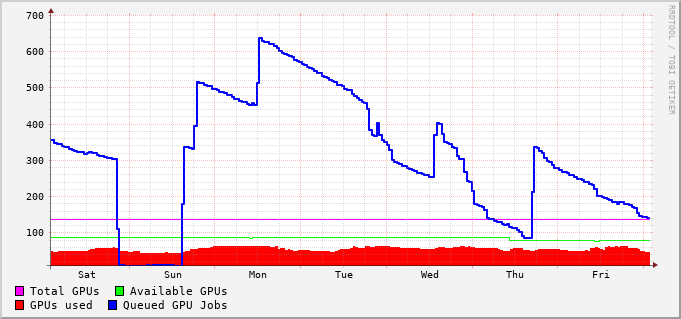 700
600
500
400
300
200
100
Sat Sun Mon Tue Wed Thu Fri
Total GPUs Available GPUs
GPUs used Queued GPU Jobs
RRDTOOL / TOBI OETIKER